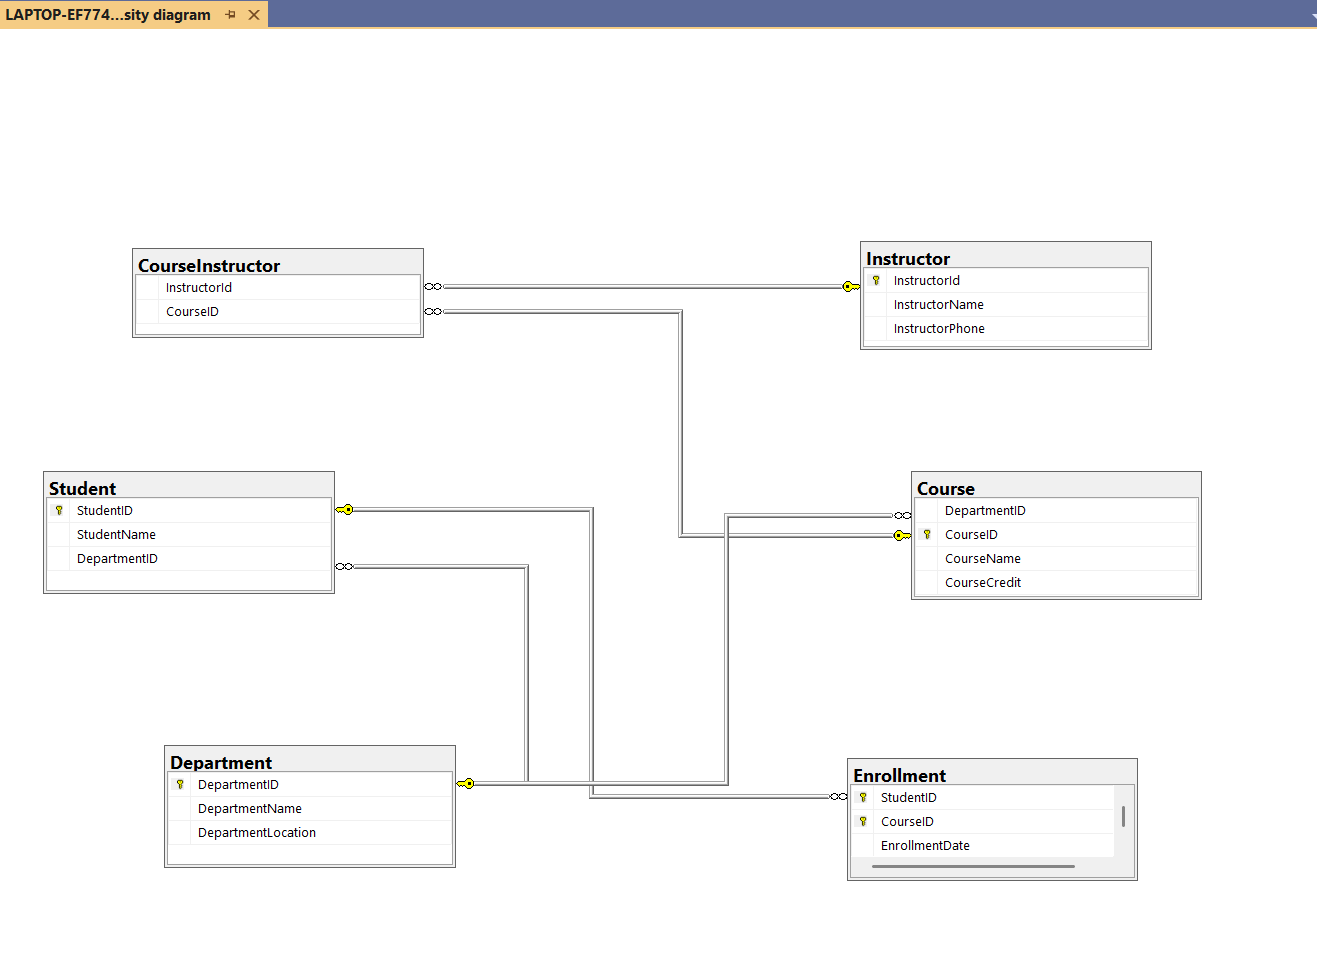 LAPTOP-EF774...sity diagram
CourseInstructor
InstructorId
CourseID
Instructor
InstructorId
InstructorName
InstructorPhone
Student
StudentID
StudentName
DepartmentID
Course
DepartmentID
CourseID
CourseName
CourseCredit
Department
DepartmentID
DepartmentName
DepartmentLocation
Enrollment
StudentID
CourseID
EnrollmentDate